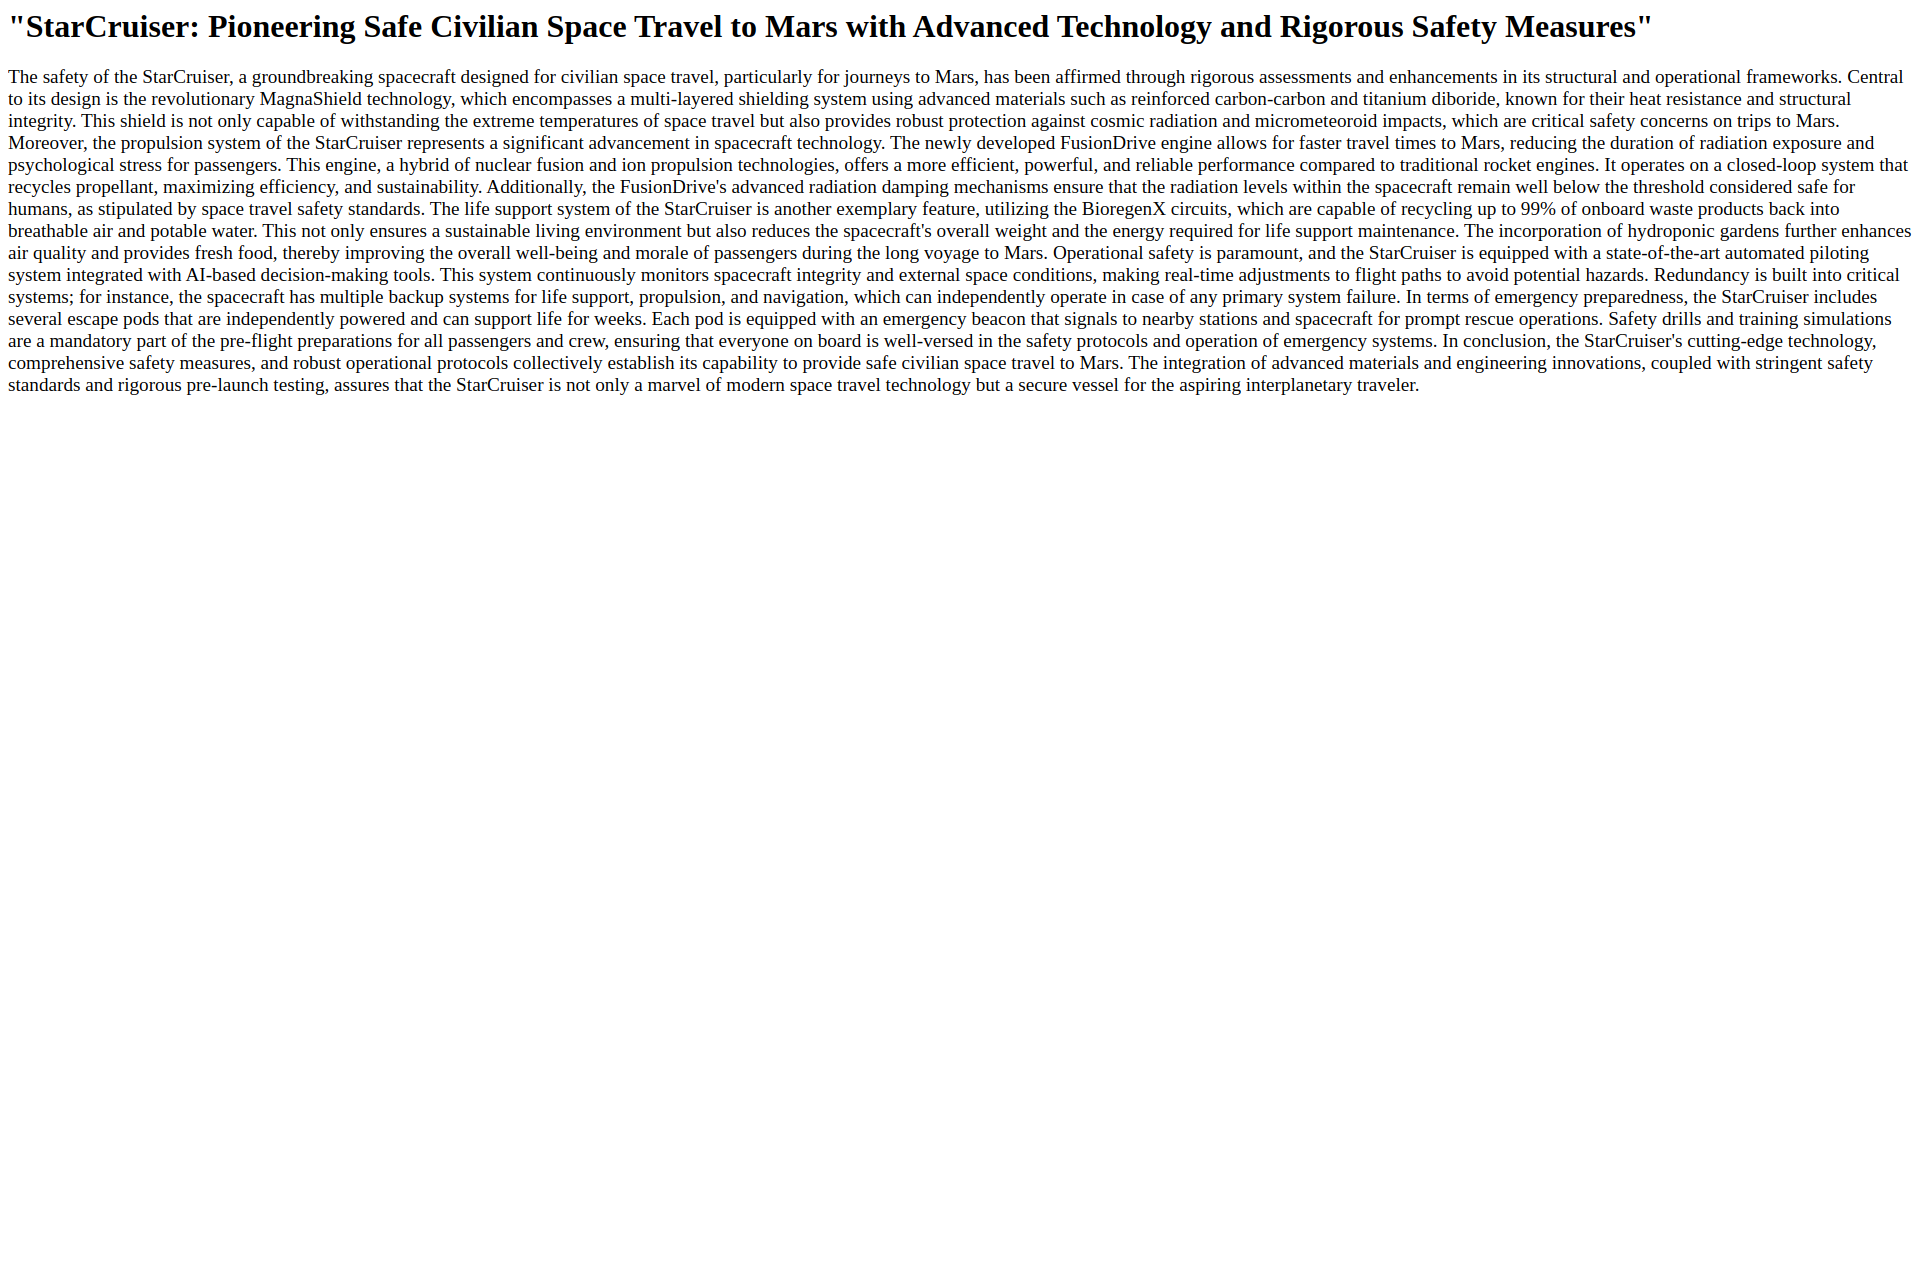 "StarCruiser: Pioneering Safe Civilian Space Travel to Mars with Advanced Technology and Rigorous Safety Measures"
The safety of the StarCruiser, a groundbreaking spacecraft designed for civilian space travel, particularly for journeys to Mars, has been affirmed through rigorous assessments and enhancements in its structural and operational frameworks. Central
to its design is the revolutionary MagnaShield technology, which encompasses a multi-layered shielding system using advanced materials such as reinforced carbon-carbon and titanium diboride, known for their heat resistance and structural
integrity. This shield is not only capable of withstanding the extreme temperatures of space travel but also provides robust protection against cosmic radiation and micrometeoroid impacts, which are critical safety concerns on trips to Mars.
Moreover, the propulsion system of the StarCruiser represents a significant advancement in spacecraft technology. The newly developed FusionDrive engine allows for faster travel times to Mars, reducing the duration of radiation exposure and
psychological stress for passengers. This engine, a hybrid of nuclear fusion and ion propulsion technologies, offers a more efficient, powerful, and reliable performance compared to traditional rocket engines. It operates on a closed-loop system that
recycles propellant, maximizing efficiency, and sustainability. Additionally, the FusionDrive's advanced radiation damping mechanisms ensure that the radiation levels within the spacecraft remain well below the threshold considered safe for
humans, as stipulated by space travel safety standards. The life support system of the StarCruiser is another exemplary feature, utilizing the BioregenX circuits, which are capable of recycling up to 99% of onboard waste products back into
breathable air and potable water. This not only ensures a sustainable living environment but also reduces the spacecraft's overall weight and the energy required for life support maintenance. The incorporation of hydroponic gardens further enhances
air quality and provides fresh food, thereby improving the overall well-being and morale of passengers during the long voyage to Mars. Operational safety is paramount, and the StarCruiser is equipped with a state-of-the-art automated piloting
system integrated with AI-based decision-making tools. This system continuously monitors spacecraft integrity and external space conditions, making real-time adjustments to flight paths to avoid potential hazards. Redundancy is built into critical
systems; for instance, the spacecraft has multiple backup systems for life support, propulsion, and navigation, which can independently operate in case of any primary system failure. In terms of emergency preparedness, the StarCruiser includes
several escape pods that are independently powered and can support life for weeks. Each pod is equipped with an emergency beacon that signals to nearby stations and spacecraft for prompt rescue operations. Safety drills and training simulations
are a mandatory part of the pre-flight preparations for all passengers and crew, ensuring that everyone on board is well-versed in the safety protocols and operation of emergency systems. In conclusion, the StarCruiser's cutting-edge technology,
comprehensive safety measures, and robust operational protocols collectively establish its capability to provide safe civilian space travel to Mars. The integration of advanced materials and engineering innovations, coupled with stringent safety
standards and rigorous pre-launch testing, assures that the StarCruiser is not only a marvel of modern space travel technology but a secure vessel for the aspiring interplanetary traveler.